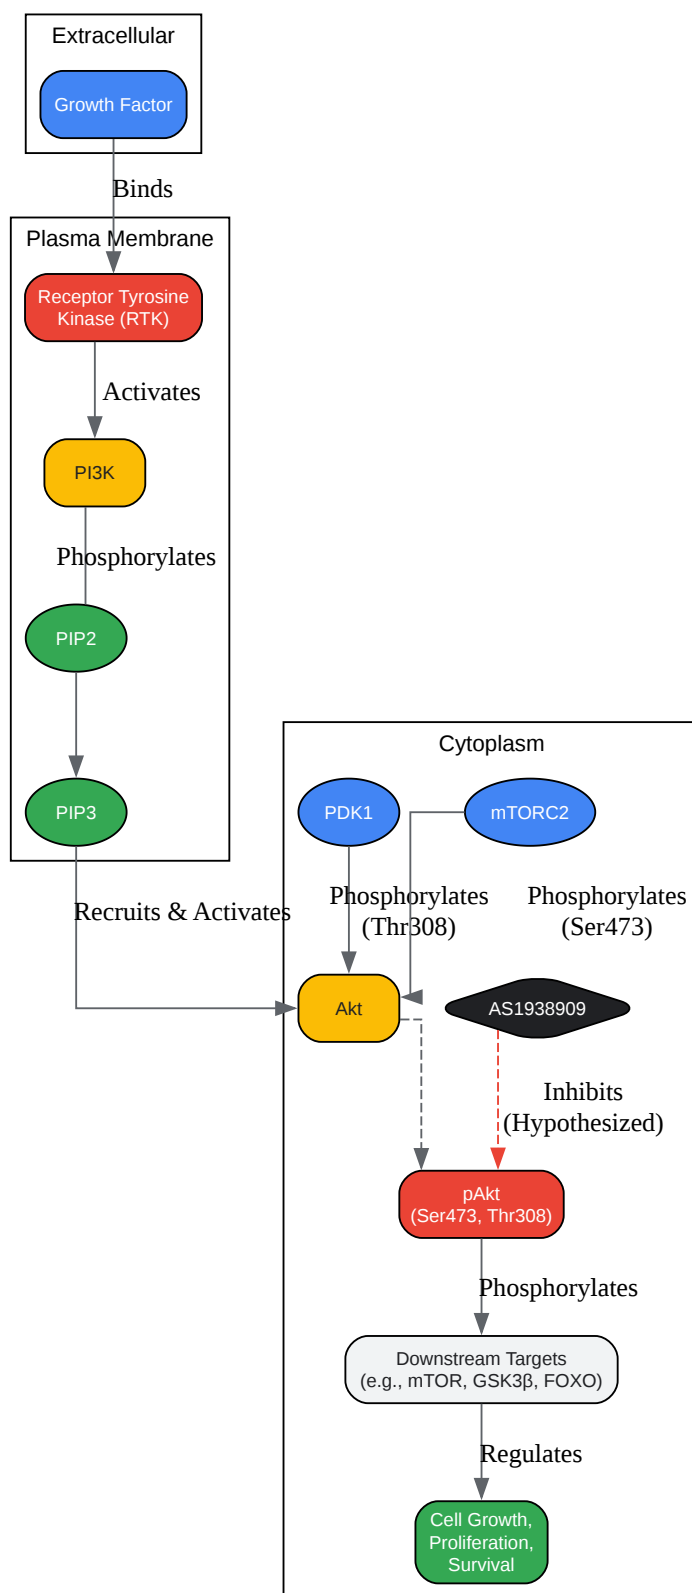 Extracellular
Growth Factor
Binds
Plasma Membrane
Receptor Tyrosine
Kinase (RTK)
Activates
PI3K
Phosphorylates
PIP2
PIP3
Cytoplasm
PDK1
mTORC2
Recruits & Activates
Phosphorylates
(Thr308)
Phosphorylates
(Ser473)
Akt
AS1938909
Inhibits
(Hypothesized)
pAkt
(Ser473, Thr308)
Phosphorylates
Downstream Targets
(e.g., mTOR, GSK3β, FOXO)
Regulates
Cell Growth,
Proliferation,
Survival